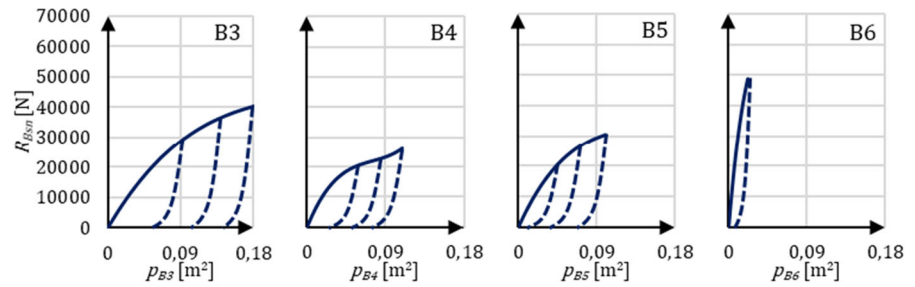 70000
60000
50000
40000
30000
20000
10000
0
R_Bsn [N]
B3
B4
B5
B6
0 0,09 0,18
0 0,09 0,18
0 0,09 0,18
0 0,09 0,18
p_B3 [m²]
p_B4 [m²]
p_B5 [m²]
p_B6 [m²]